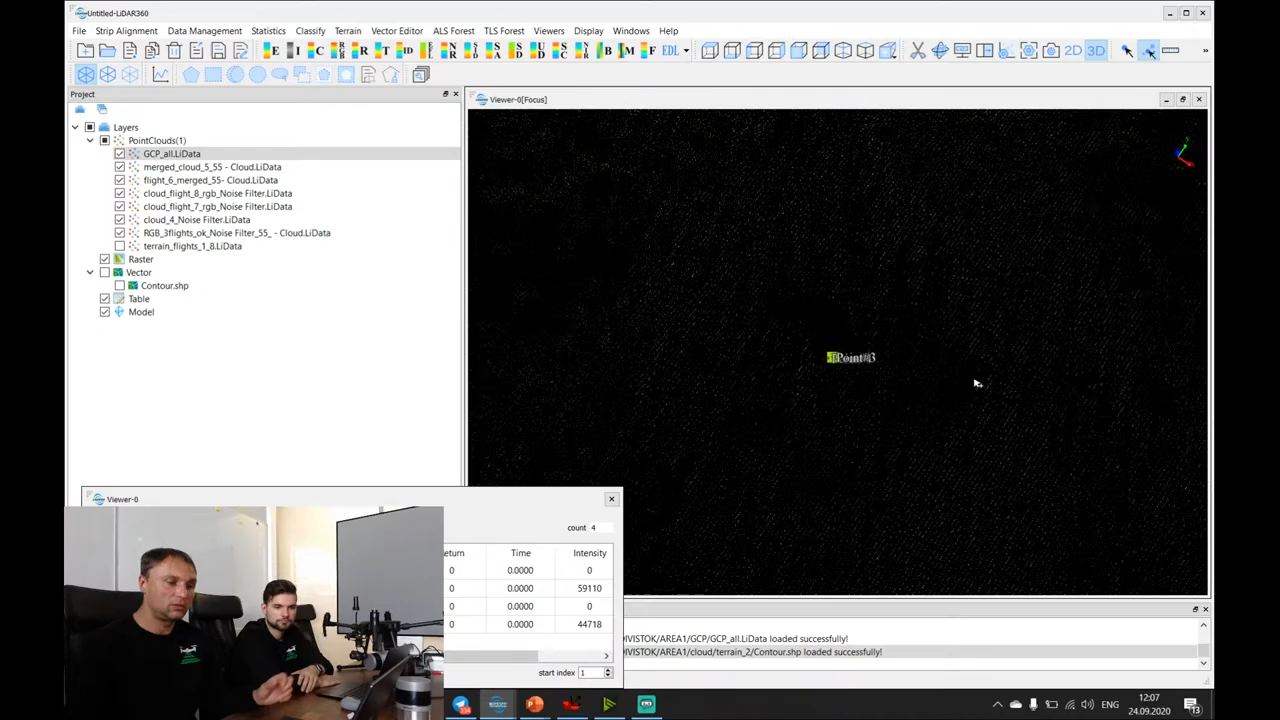 Untitled-LiDAR360
File Strip Alignment Data Management Statistics Classify Terrain Vector Editor ALS Forest TLS Forest Viewers Display Windows Help
EDL 2D 3D
Project
Viewer-0[Focus]
Layers
PointClouds(1)
GCP_all.LiData
merged_cloud_5_55 - Cloud.LiData
flight_6_merged_55- Cloud.LiData
cloud_flight_8_rgb_Noise Filter.LiData
cloud_flight_7_rgb_Noise Filter.LiData
cloud_4_Noise Filter.LiData
RGB_3flights_ok_Noise Filter_55_ - Cloud.LiData
terrain_flights_1_8.LiData
Raster
Vector
Contour.shp
Table
Model
Viewer-0
count 4
eturn Time Intensity
0 0.0000 0
0 0.0000 59110
0 0.0000 0
0 0.0000 44718
start index 1
DIVISTOK/AREA1/GCP/GCP_all.LiData loaded successfully!
DIVISTOK/AREA1/cloud/terrain_2/Contour.shp loaded successfully!
ENG
12:07
24.09.2020